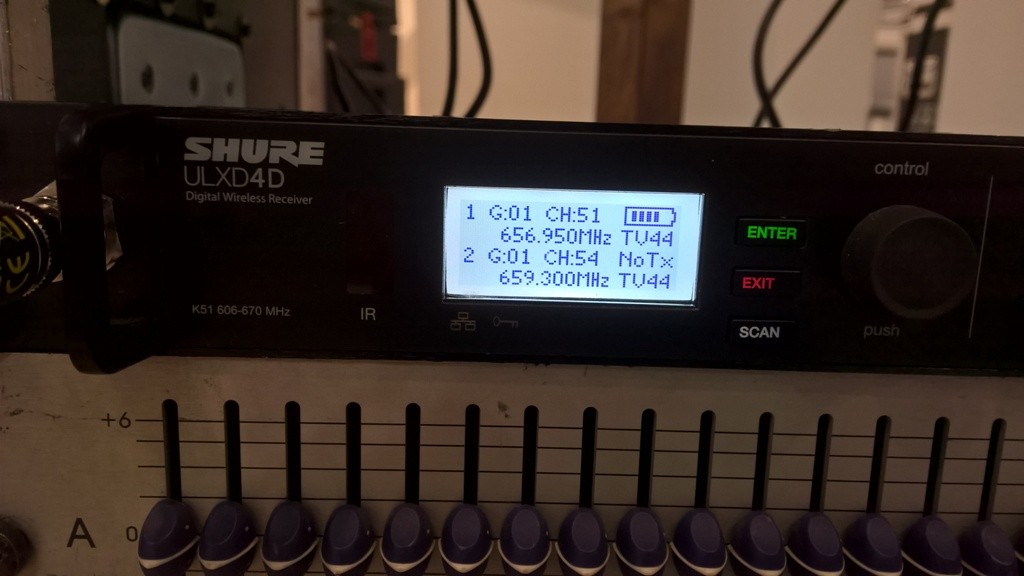 SHURE
ULXD4D
Digital Wireless Receiver
K51 606-670 MHz
IR
1 G:01 CH:51
656.950MHz TV44
2 G:01 CH:54 NoTx
659.300MHz TV44
ENTER
EXIT
SCAN
control
push
+6
A 0